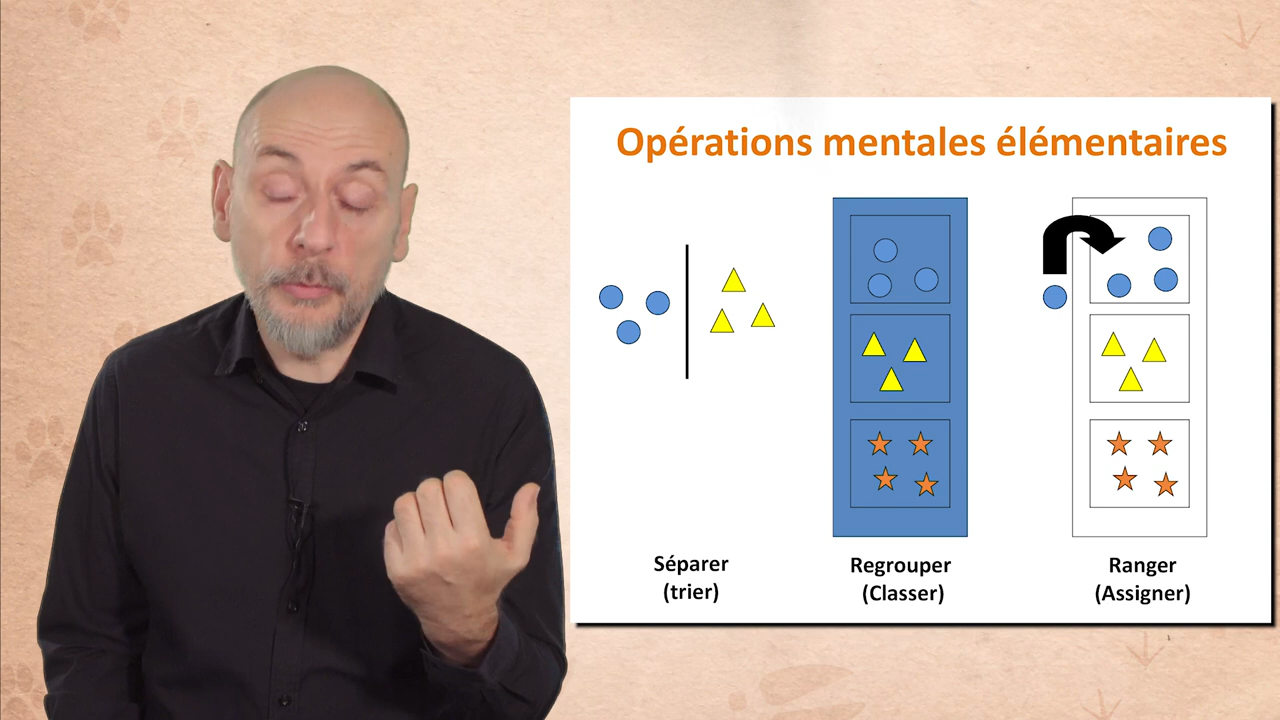 Opérations mentales élémentaires
Séparer
(trier)
Regrouper
(Classer)
Ranger
(Assigner)